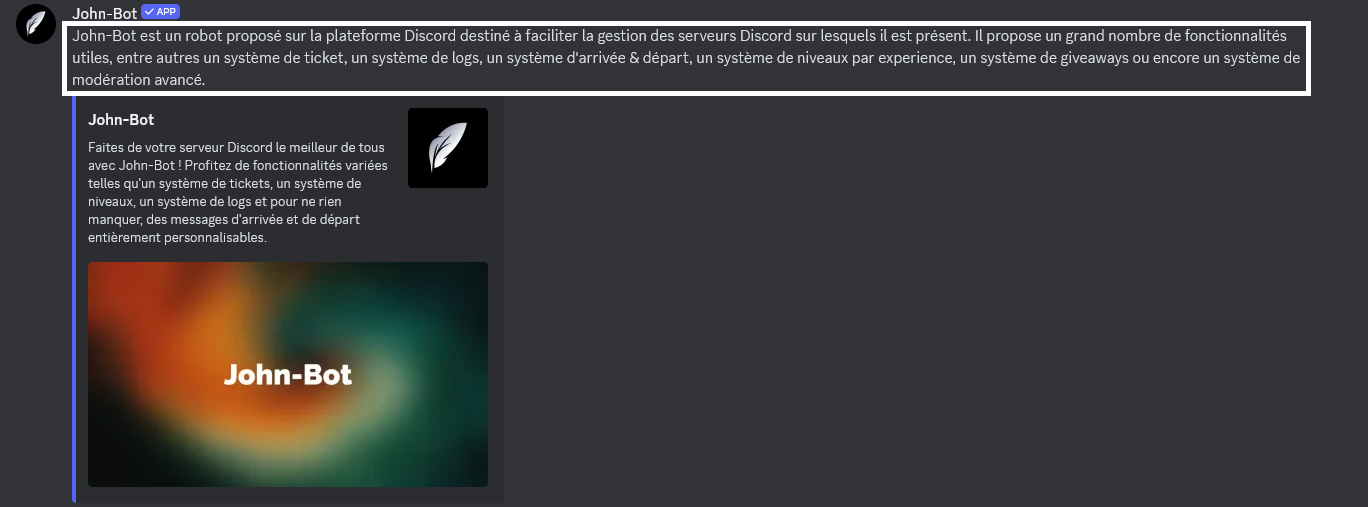 John-Bot ✓ APP
John-Bot est un robot proposé sur la plateforme Discord destiné à faciliter la gestion des serveurs Discord sur lesquels il est présent. Il propose un grand nombre de fonctionnalités
utiles, entre autres un système de ticket, un système de logs, un système d'arrivée & départ, un système de niveaux par experience, un système de giveaways ou encore un système de
modération avancé.
John-Bot
Faites de votre serveur Discord le meilleur de tous
avec John-Bot ! Profitez de fonctionnalités variées
telles qu'un système de tickets, un système de
niveaux, un système de logs et pour ne rien
manquer, des messages d'arrivée et de départ
entièrement personnalisables.
John-Bot